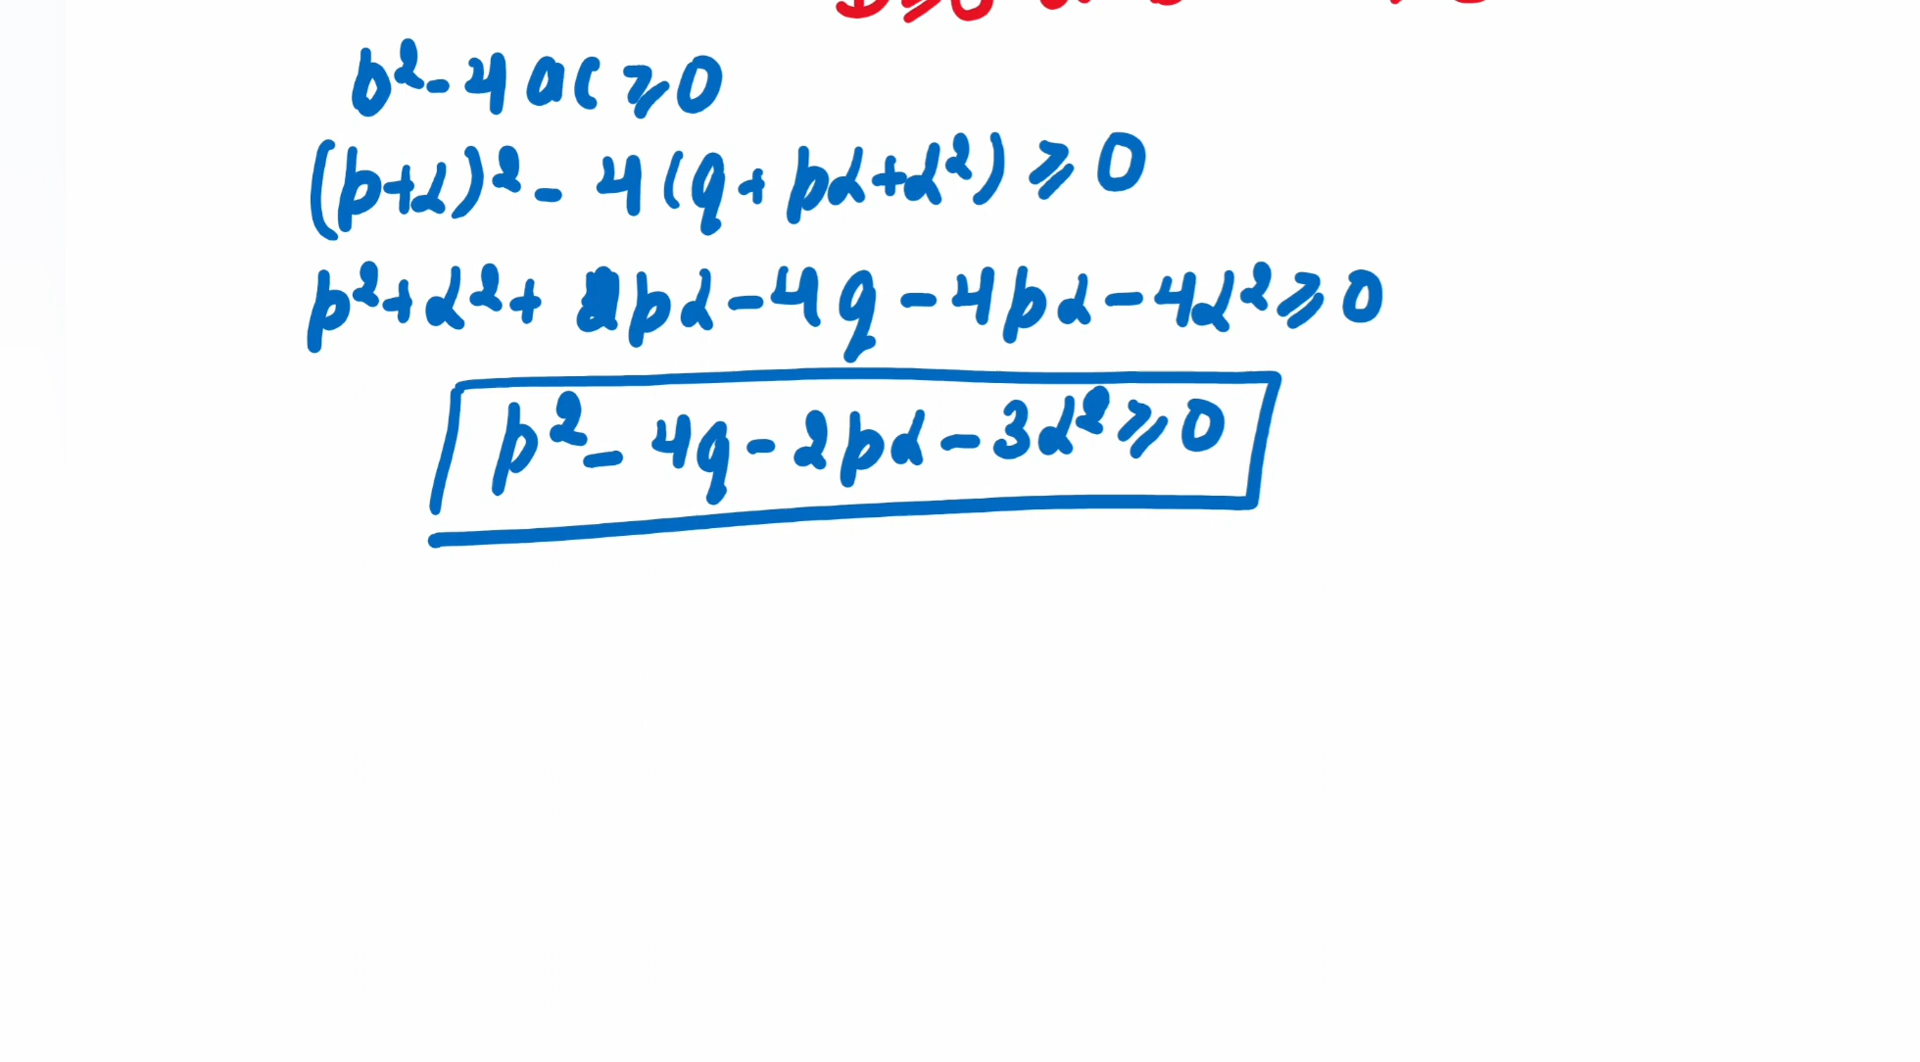 b² - 4ac ≥ 0
(p+α)² - 4(q + pα + α²) ≥ 0
p² + α² + 2pα - 4q - 4pα - 4α² ≥ 0
p² - 4q - 2pα - 3α² ≥ 0